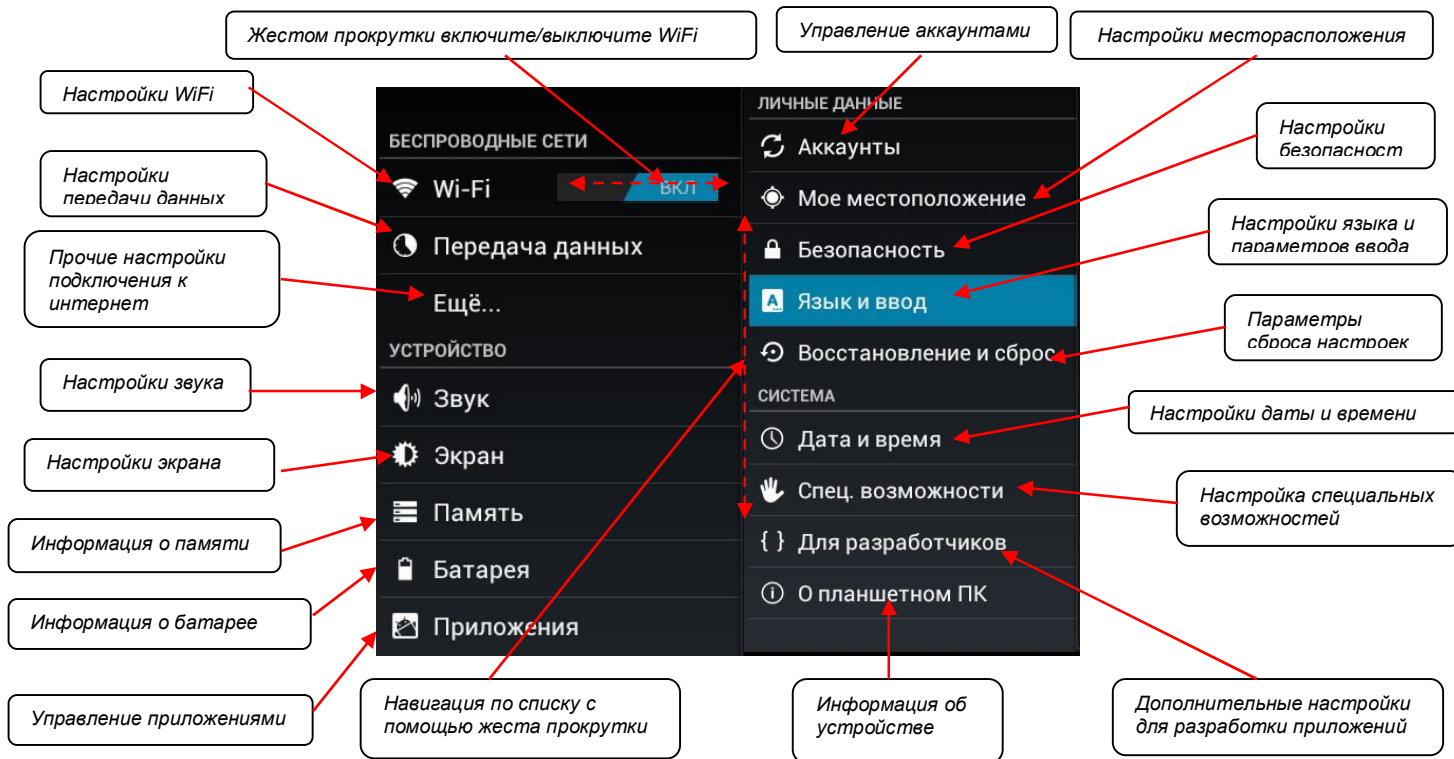 Жестом прокрутки включите/выключите WiFi
Управление аккаунтами
Настройки месторасположения
Настройки WiFi
Настройки
передачи данных
Прочие настройки
подключения к
интернет
Настройки звука
Настройки экрана
Информация о памяти
Информация о батарее
Управление приложениями
БЕСПРОВОДНЫЕ СЕТИ
Wi-Fi
ВКЛ
Передача данных
Ещё...
УСТРОЙСТВО
Звук
Экран
Память
Батарея
Приложения
ЛИЧНЫЕ ДАННЫЕ
Аккаунты
Мое местоположение
Безопасность
Язык и ввод
Восстановление и сброс
СИСТЕМА
Дата и время
Спец. возможности
{ } Для разработчиков
О планшетном ПК
Настройки
безопасност
Настройки языка и
параметров ввода
Параметры
сброса настроек
Настройки даты и времени
Настройка специальных
возможностей
Навигация по списку с
помощью жеста прокрутки
Информация об
устройстве
Дополнительные настройки
для разработки приложений